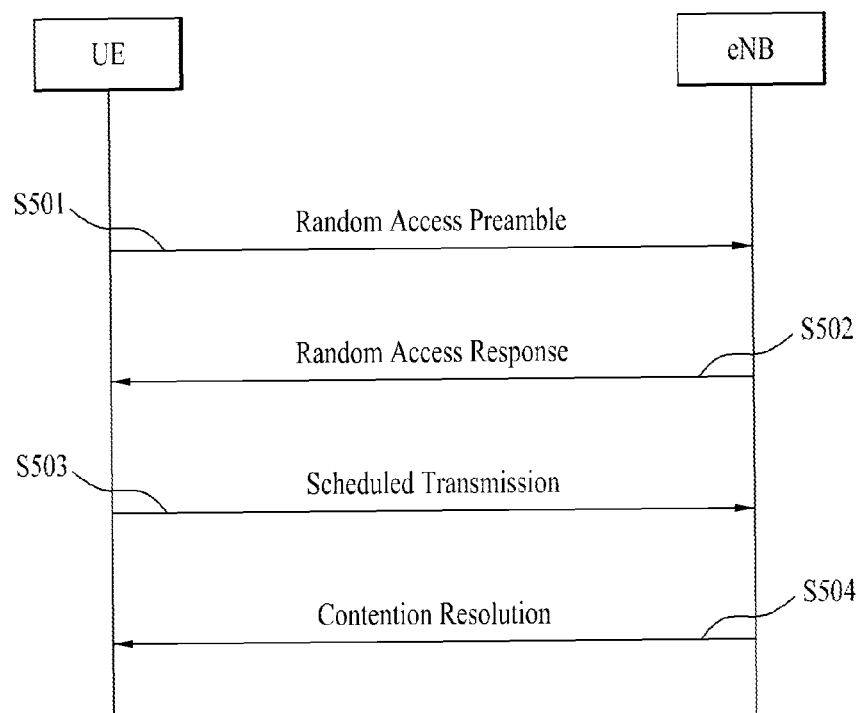 UE
eNB
S501
Random Access Preamble
S502
Random Access Response
S503
Scheduled Transmission
S504
Contention Resolution